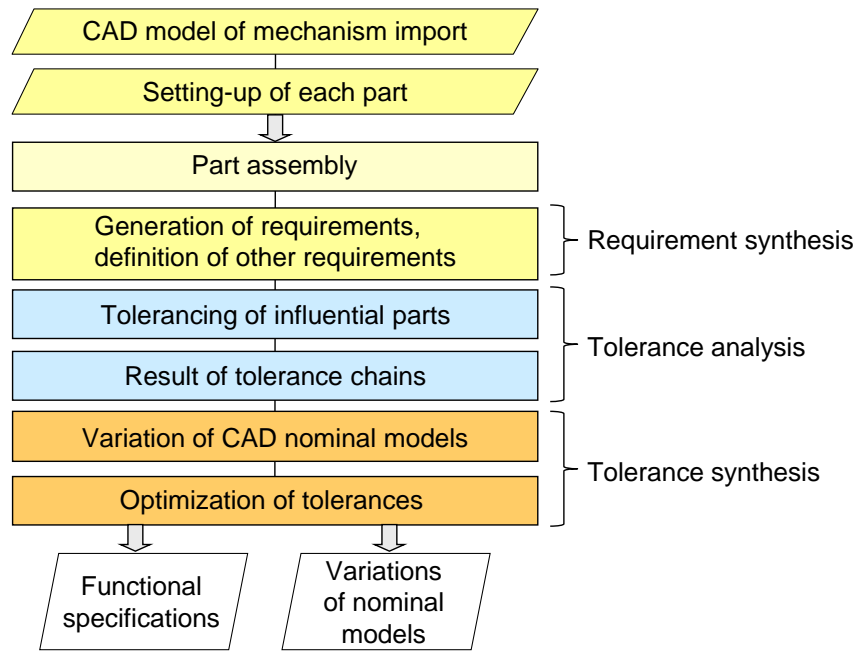 CAD model of mechanism import
Setting-up of each part
Part assembly
Generation of requirements,
definition of other requirements
Requirement synthesis
Tolerancing of influential parts
Result of tolerance chains
Tolerance analysis
Variation of CAD nominal models
Optimization of tolerances
Tolerance synthesis
Functional
specifications
Variations
of nominal
models